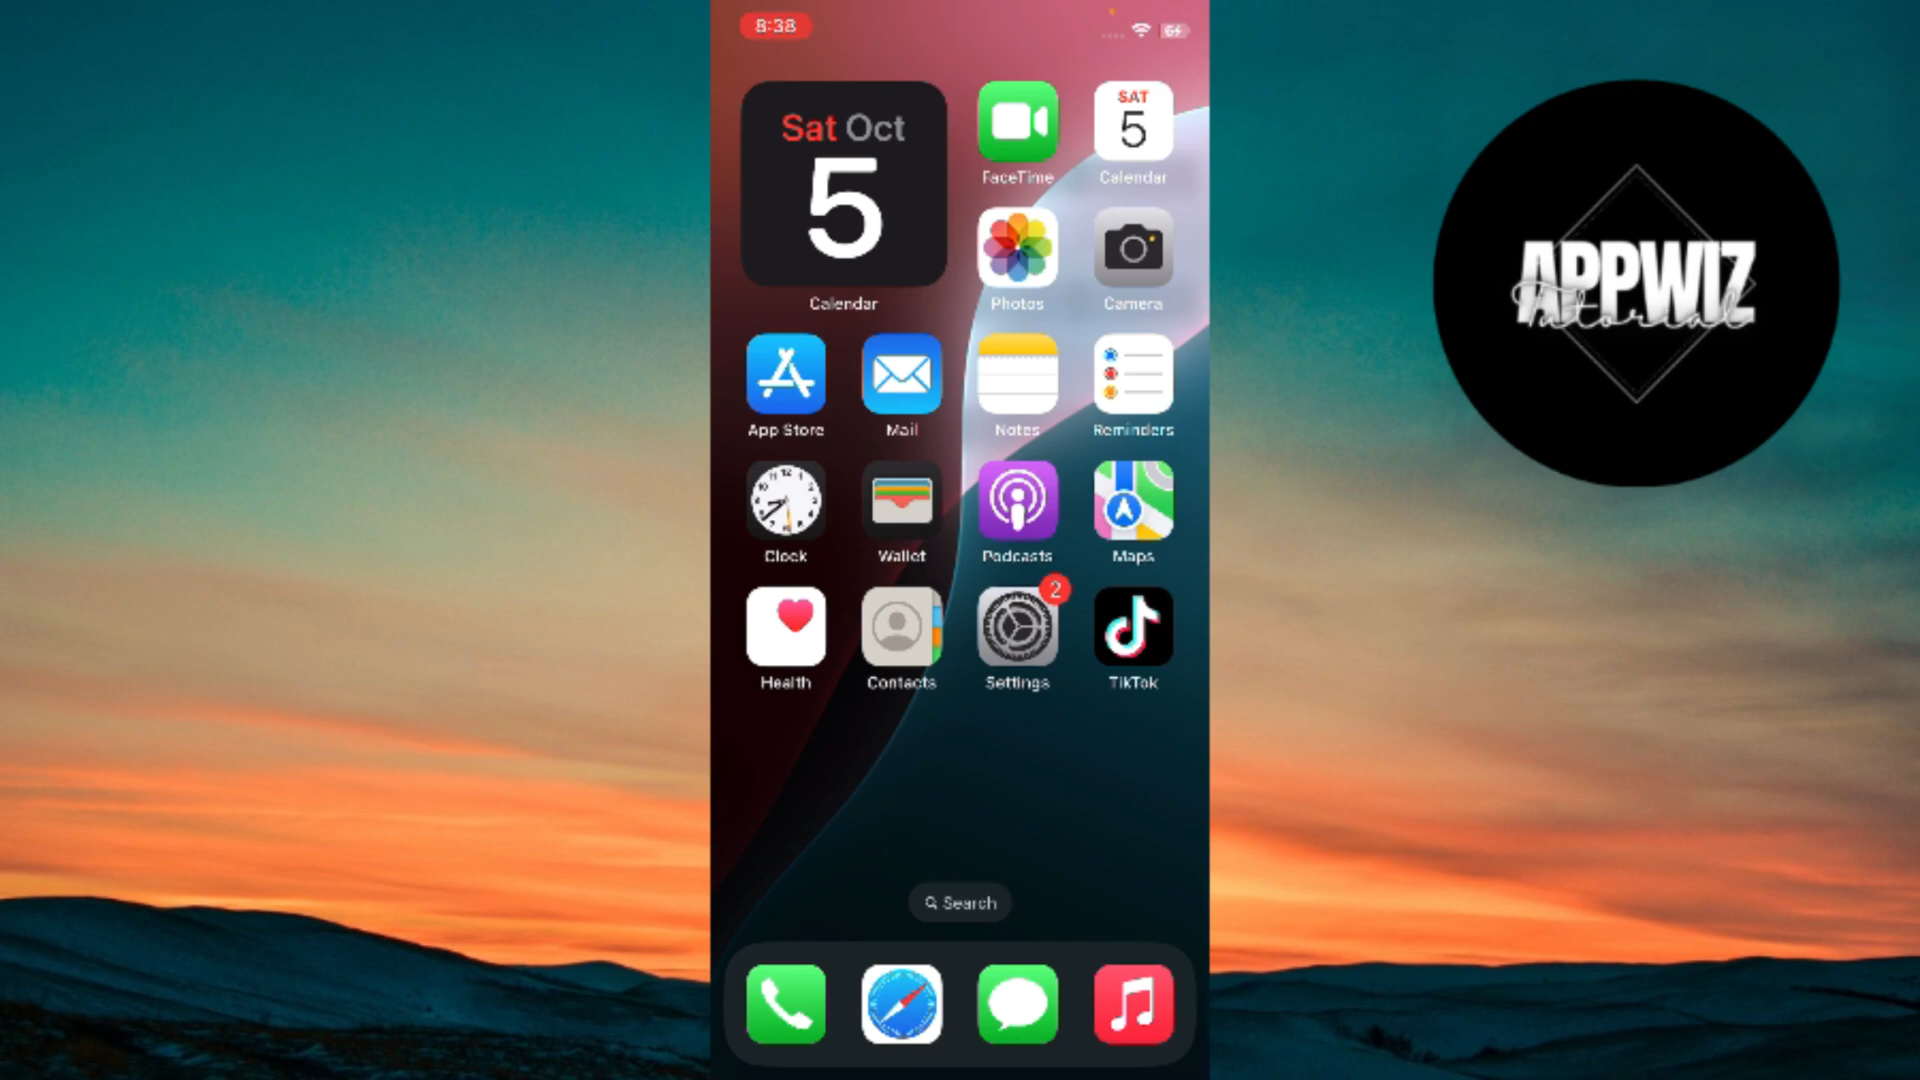 8:38
Sat Oct
5
Calendar
FaceTime
SAT
5
Calendar
Photos
Camera
App Store
Mail
Notes
Reminders
Clock
Wallet
Podcasts
Maps
Health
Contacts
2
Settings
TikTok
Search
APPWIZ
Tutorial